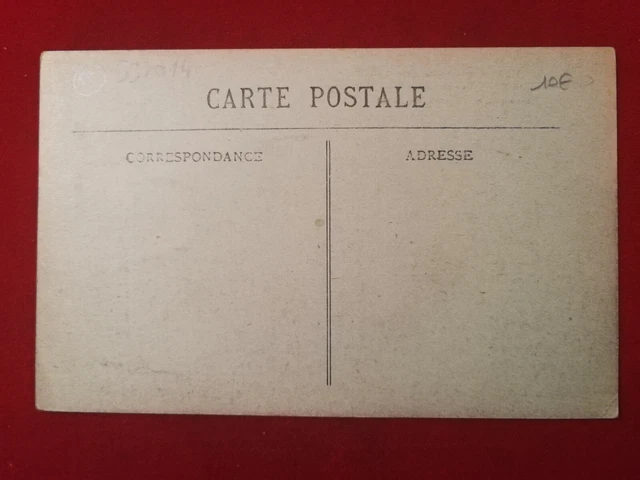 10€
CARTE POSTALE
CORRESPONDANCE
ADRESSE